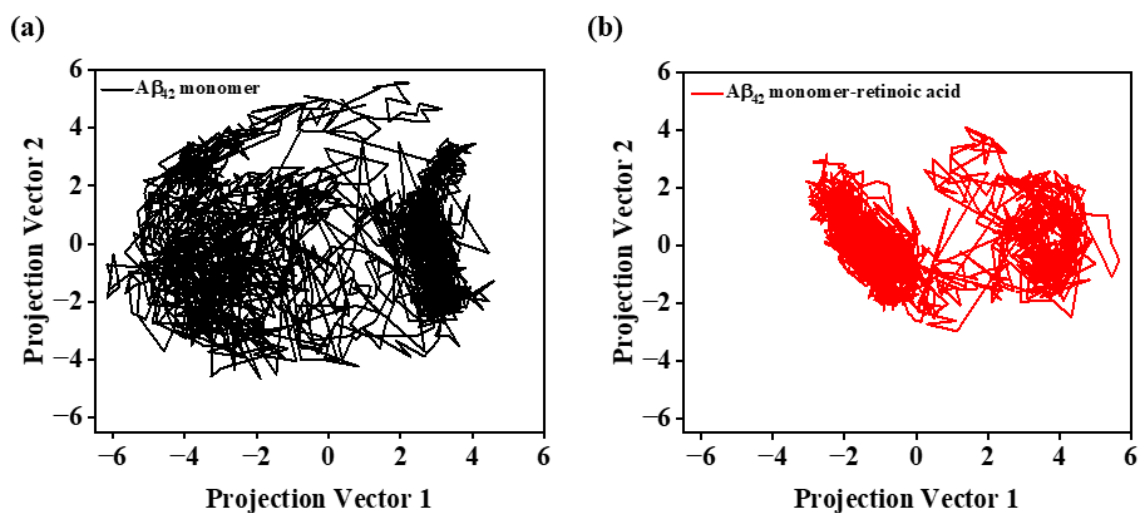 (a)
(b)
Aβ42 monomer
6
4
2
0
−2
−4
−6
Projection Vector 2
−6 −4 −2 0 2 4 6
Projection Vector 1
Aβ42 monomer-retinoic acid
6
4
2
0
−2
−4
−6
Projection Vector 2
−6 −4 −2 0 2 4 6
Projection Vector 1